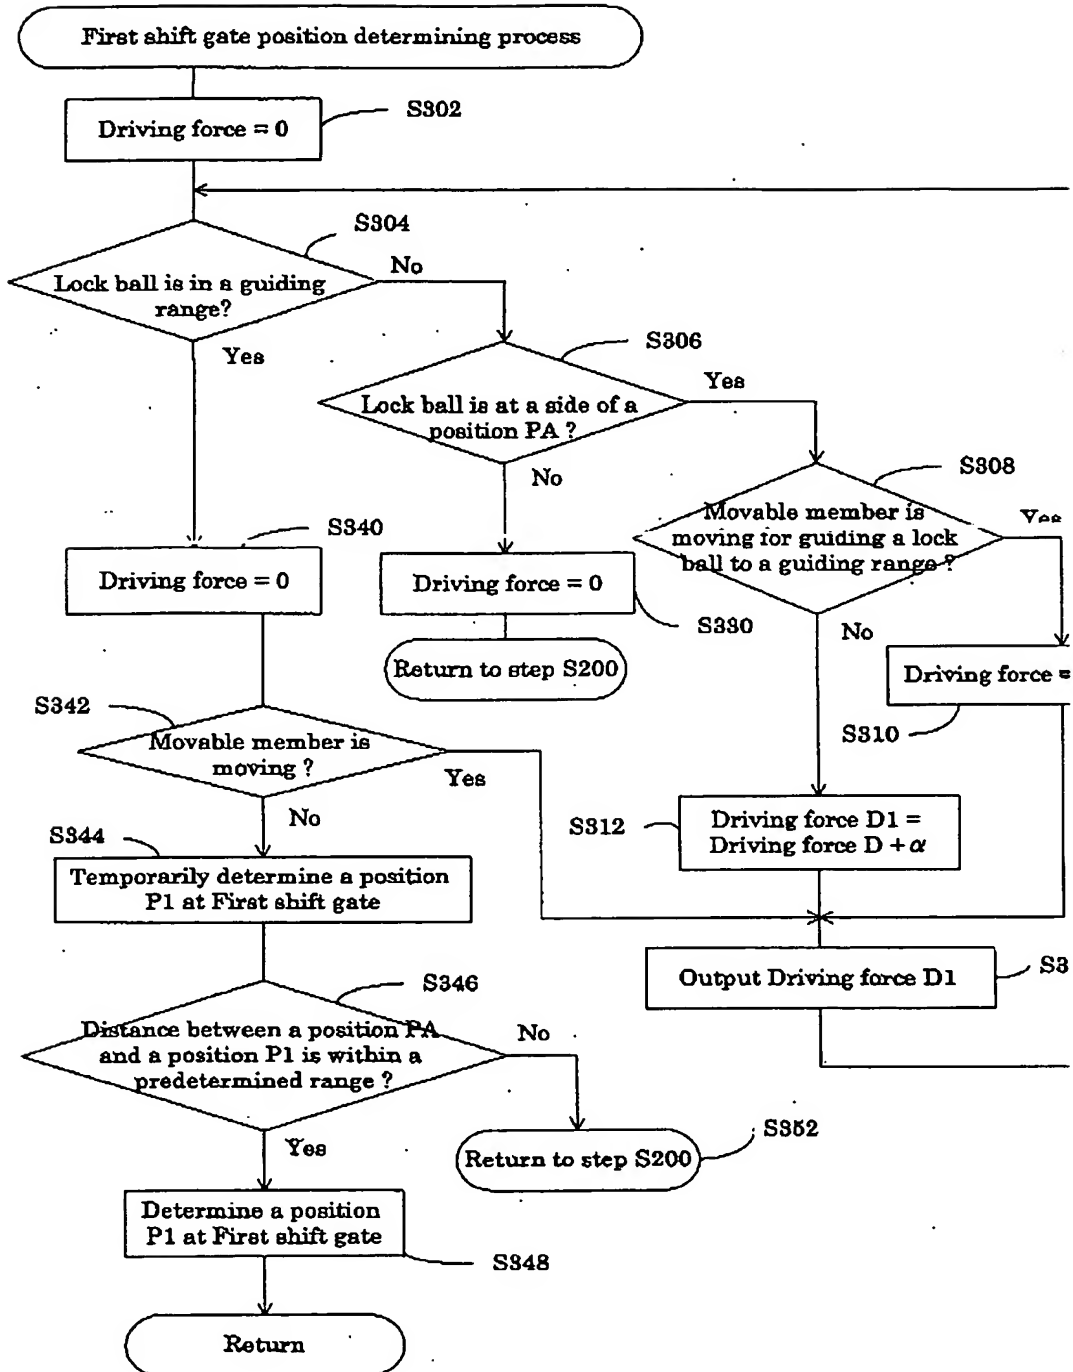 First shift gate position determining process
S302
Driving force = 0
S304
No
Lock ball is in a guiding
range?
Yes
S306
Yes
Lock ball is at a side of a
position PA ?
No
S308
Movable member is
moving for guiding a lock
ball to a guiding range ?
Yes
No
S340
Driving force = 0
Driving force = 0
S330
Return to step S200
Driving force =
S310
S342
Movable member is
moving ?
Yes
No
S312
Driving force D1 =
Driving force D + α
S344
Temporarily determine a position
P1 at First shift gate
Output Driving force D1
S3
S346
Distance between a position PA
and a position P1 is within a
predetermined range ?
No
Yes
S352
Return to step S200
Determine a position
P1 at First shift gate
S348
Return